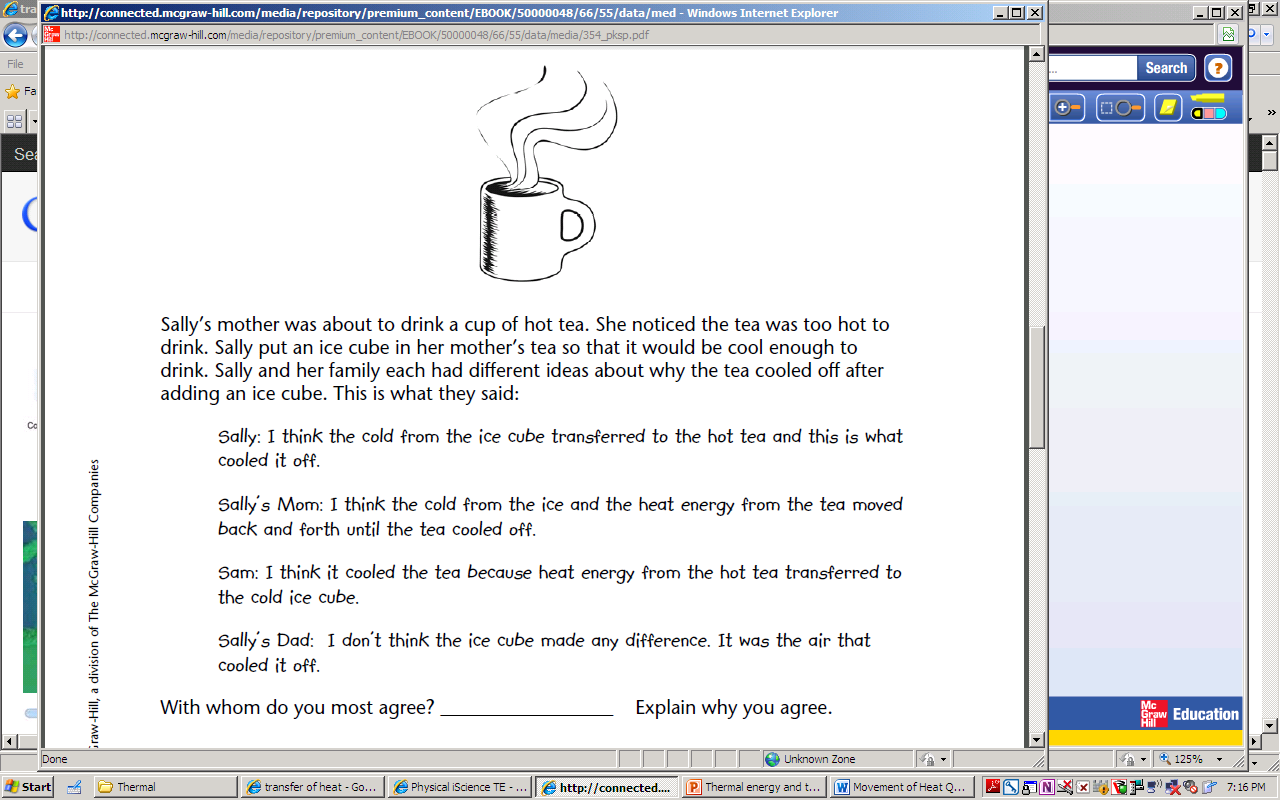 http://connected.mcgraw-hill.com/media/repository/premium_content/EBOOK/50000048/66/55/data/med - Windows Internet Explorer
http://connected.mcgraw-hill.com/media/repository/premium_content/EBOOK/50000048/66/55/data/media/354_pksp.pdf
File
Fa
Sea
Co
... Search ?
Sally's mother was about to drink a cup of hot tea. She noticed the tea was too hot to
drink. Sally put an ice cube in her mother's tea so that it would be cool enough to
drink. Sally and her family each had different ideas about why the tea cooled off after
adding an ice cube. This is what they said:
Sally: I think the cold from the ice cube transferred to the hot tea and this is what
cooled it off.
Sally's Mom: I think the cold from the ice and the heat energy from the tea moved
back and forth until the tea cooled off.
Sam: I think it cooled the tea because heat energy from the hot tea transferred to
the cold ice cube.
Sally's Dad: I don't think the ice cube made any difference. It was the air that
cooled it off.
With whom do you most agree? ________________ Explain why you agree.
raw-Hill, a division of The McGraw-Hill Companies
Mc
Graw
Hill Education
Done Unknown Zone 125%
Start Thermal transfer of heat - Go... Physical iScience TE - ... http://connected.... Thermal energy and t... Movement of Heat Q... 7:16 PM